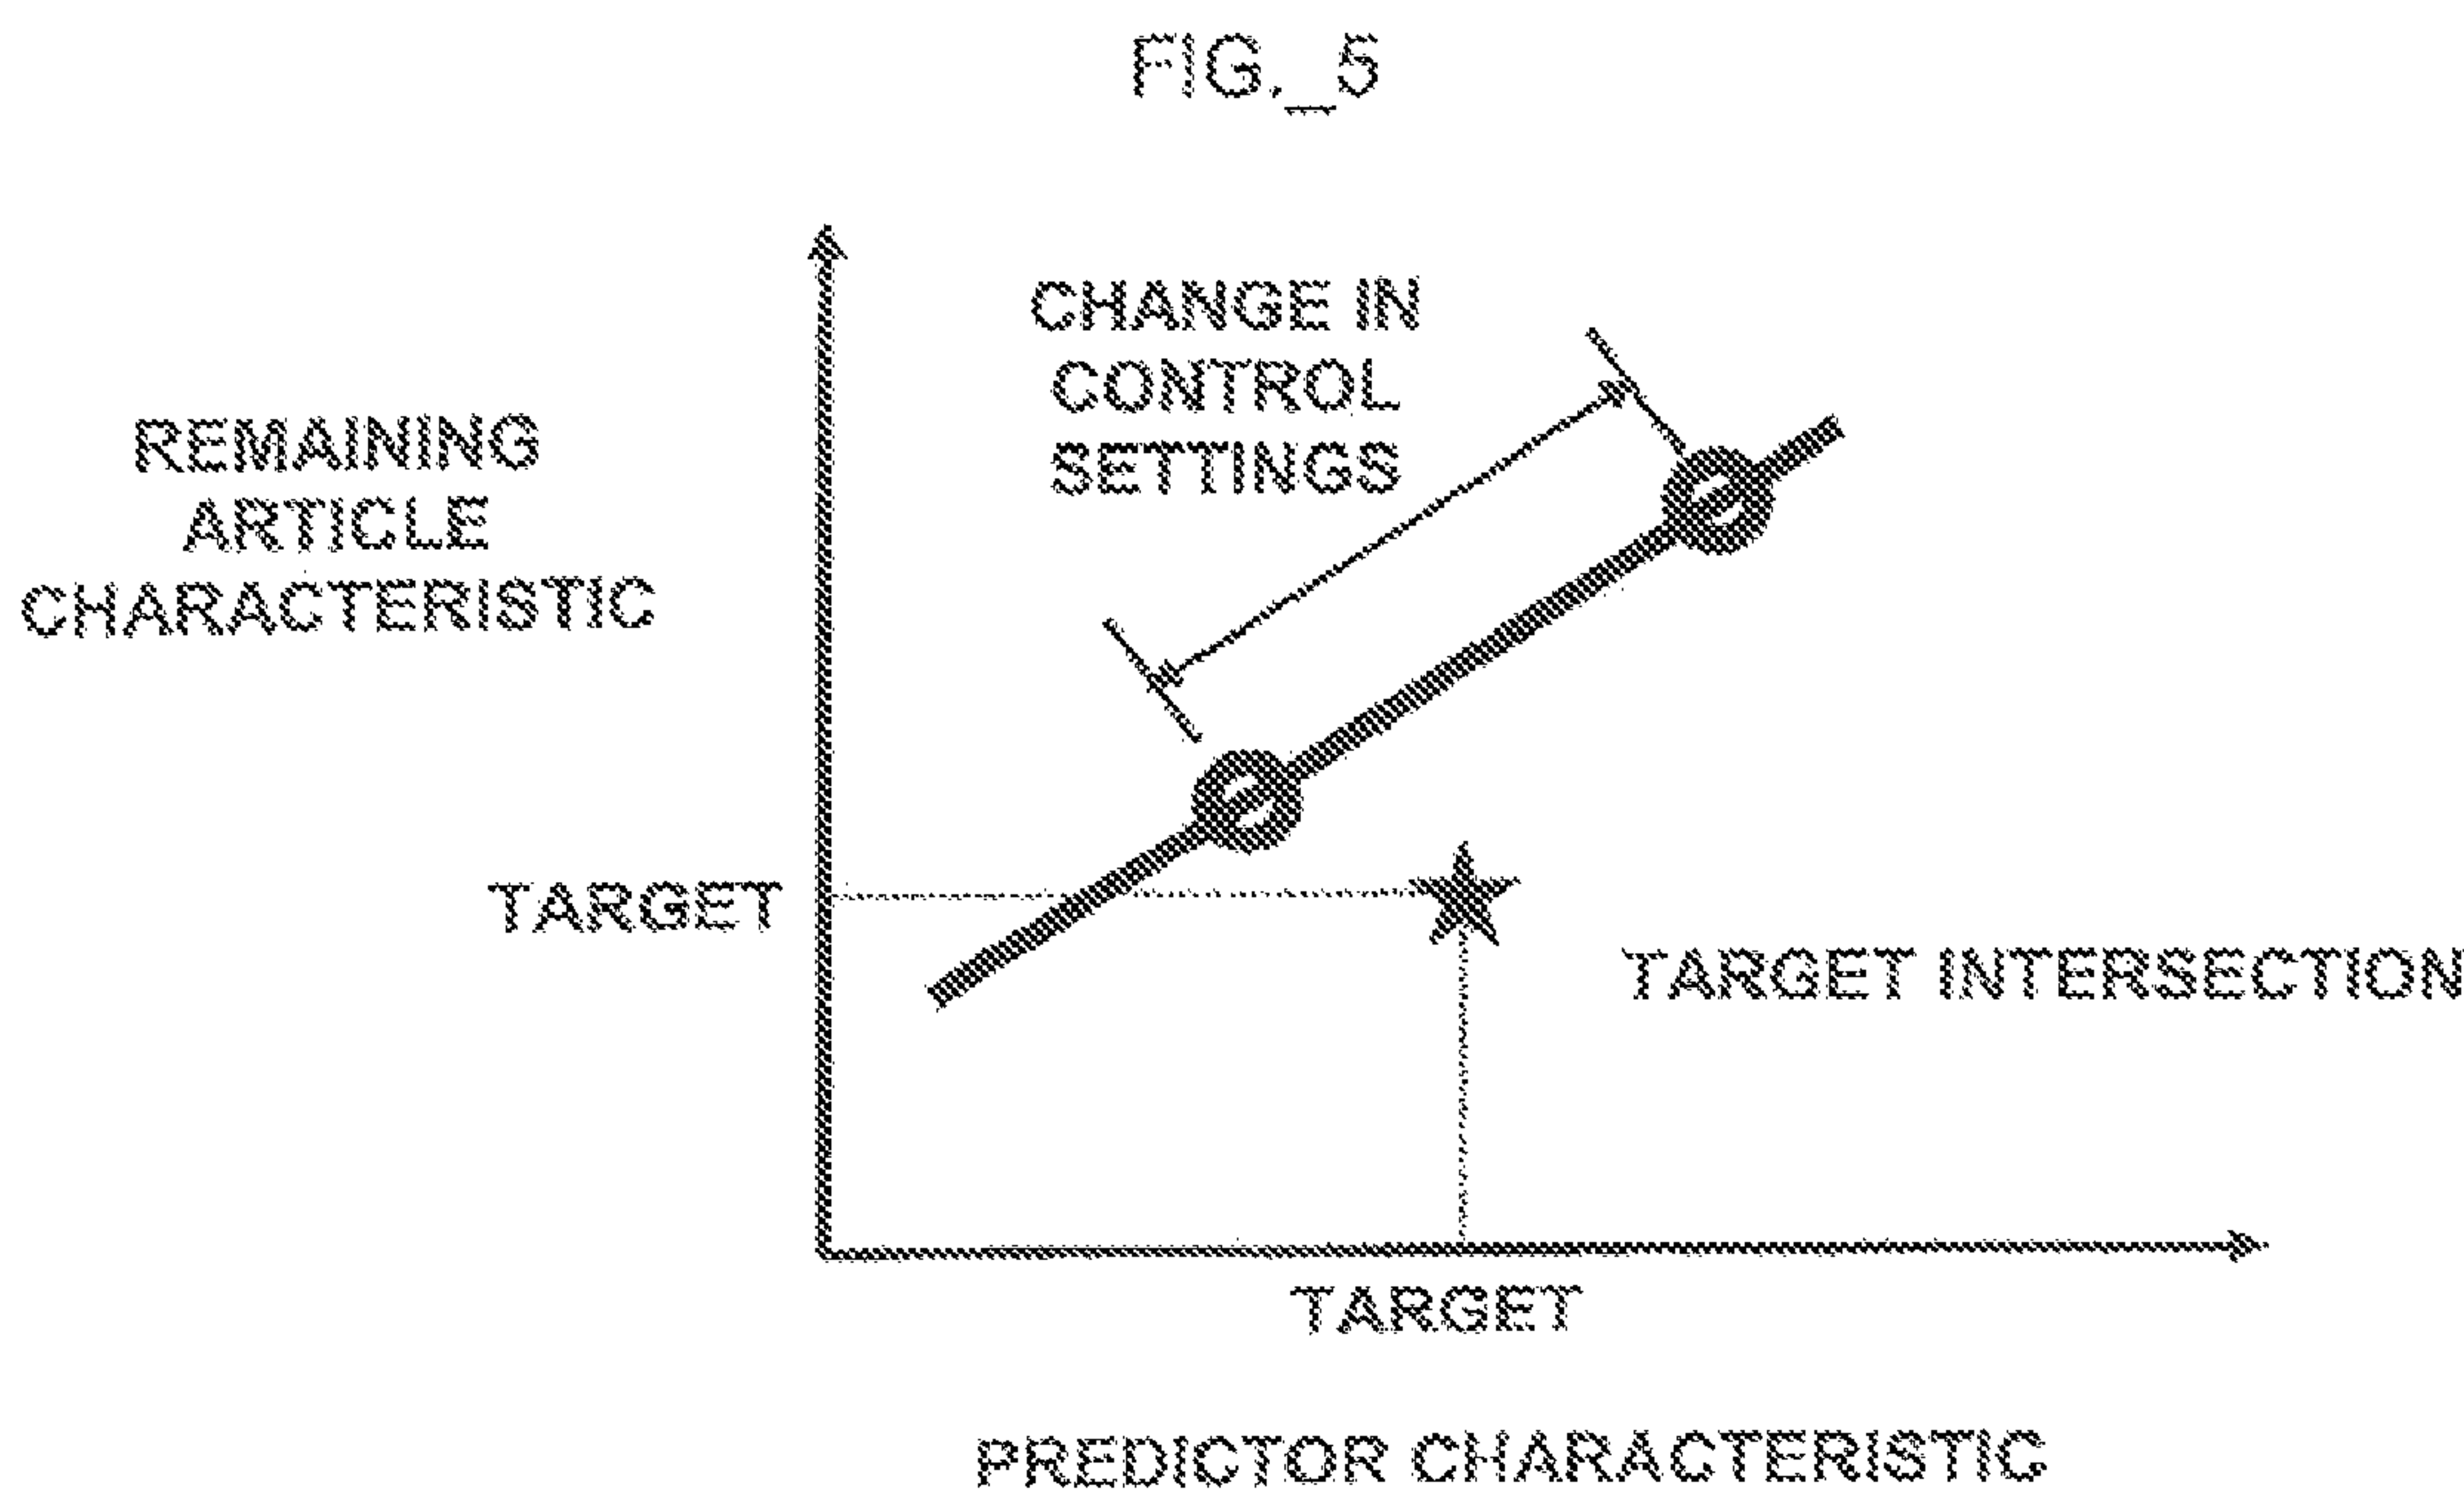 FIG._5
CHANGE IN
CONTROL
SETTINGS
REMAINING
ARTICLE
CHARACTERISTIC
TARGET
TARGET INTERSECTION
TARGET
PREDICTOR CHARACTERISTIC